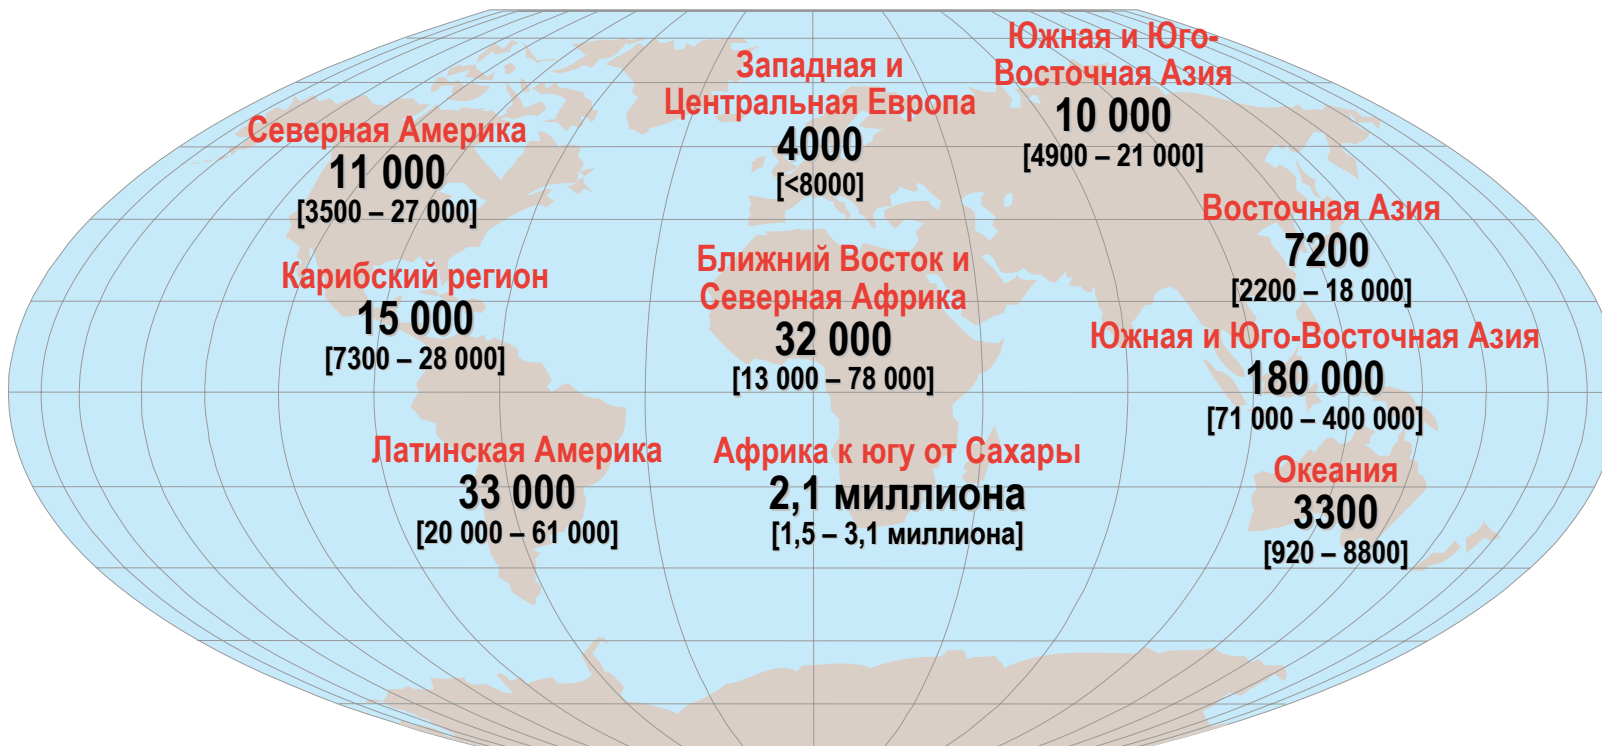 Южная и Юго-
Восточная Азия
10 000
[4900 – 21 000]
Западная и
Центральная Европа
4000
[<8000]
Северная Америка
11 000
[3500 – 27 000]
Восточная Азия
7200
[2200 – 18 000]
Ближний Восток и
Северная Африка
32 000
[13 000 – 78 000]
Карибский регион
15 000
[7300 – 28 000]
Южная и Юго-Восточная Азия
180 000
[71 000 – 400 000]
Латинская Америка
33 000
[20 000 – 61 000]
Африка к югу от Сахары
2,1 миллиона
[1,5 – 3,1 миллиона]
Океания
3300
[920 – 8800]